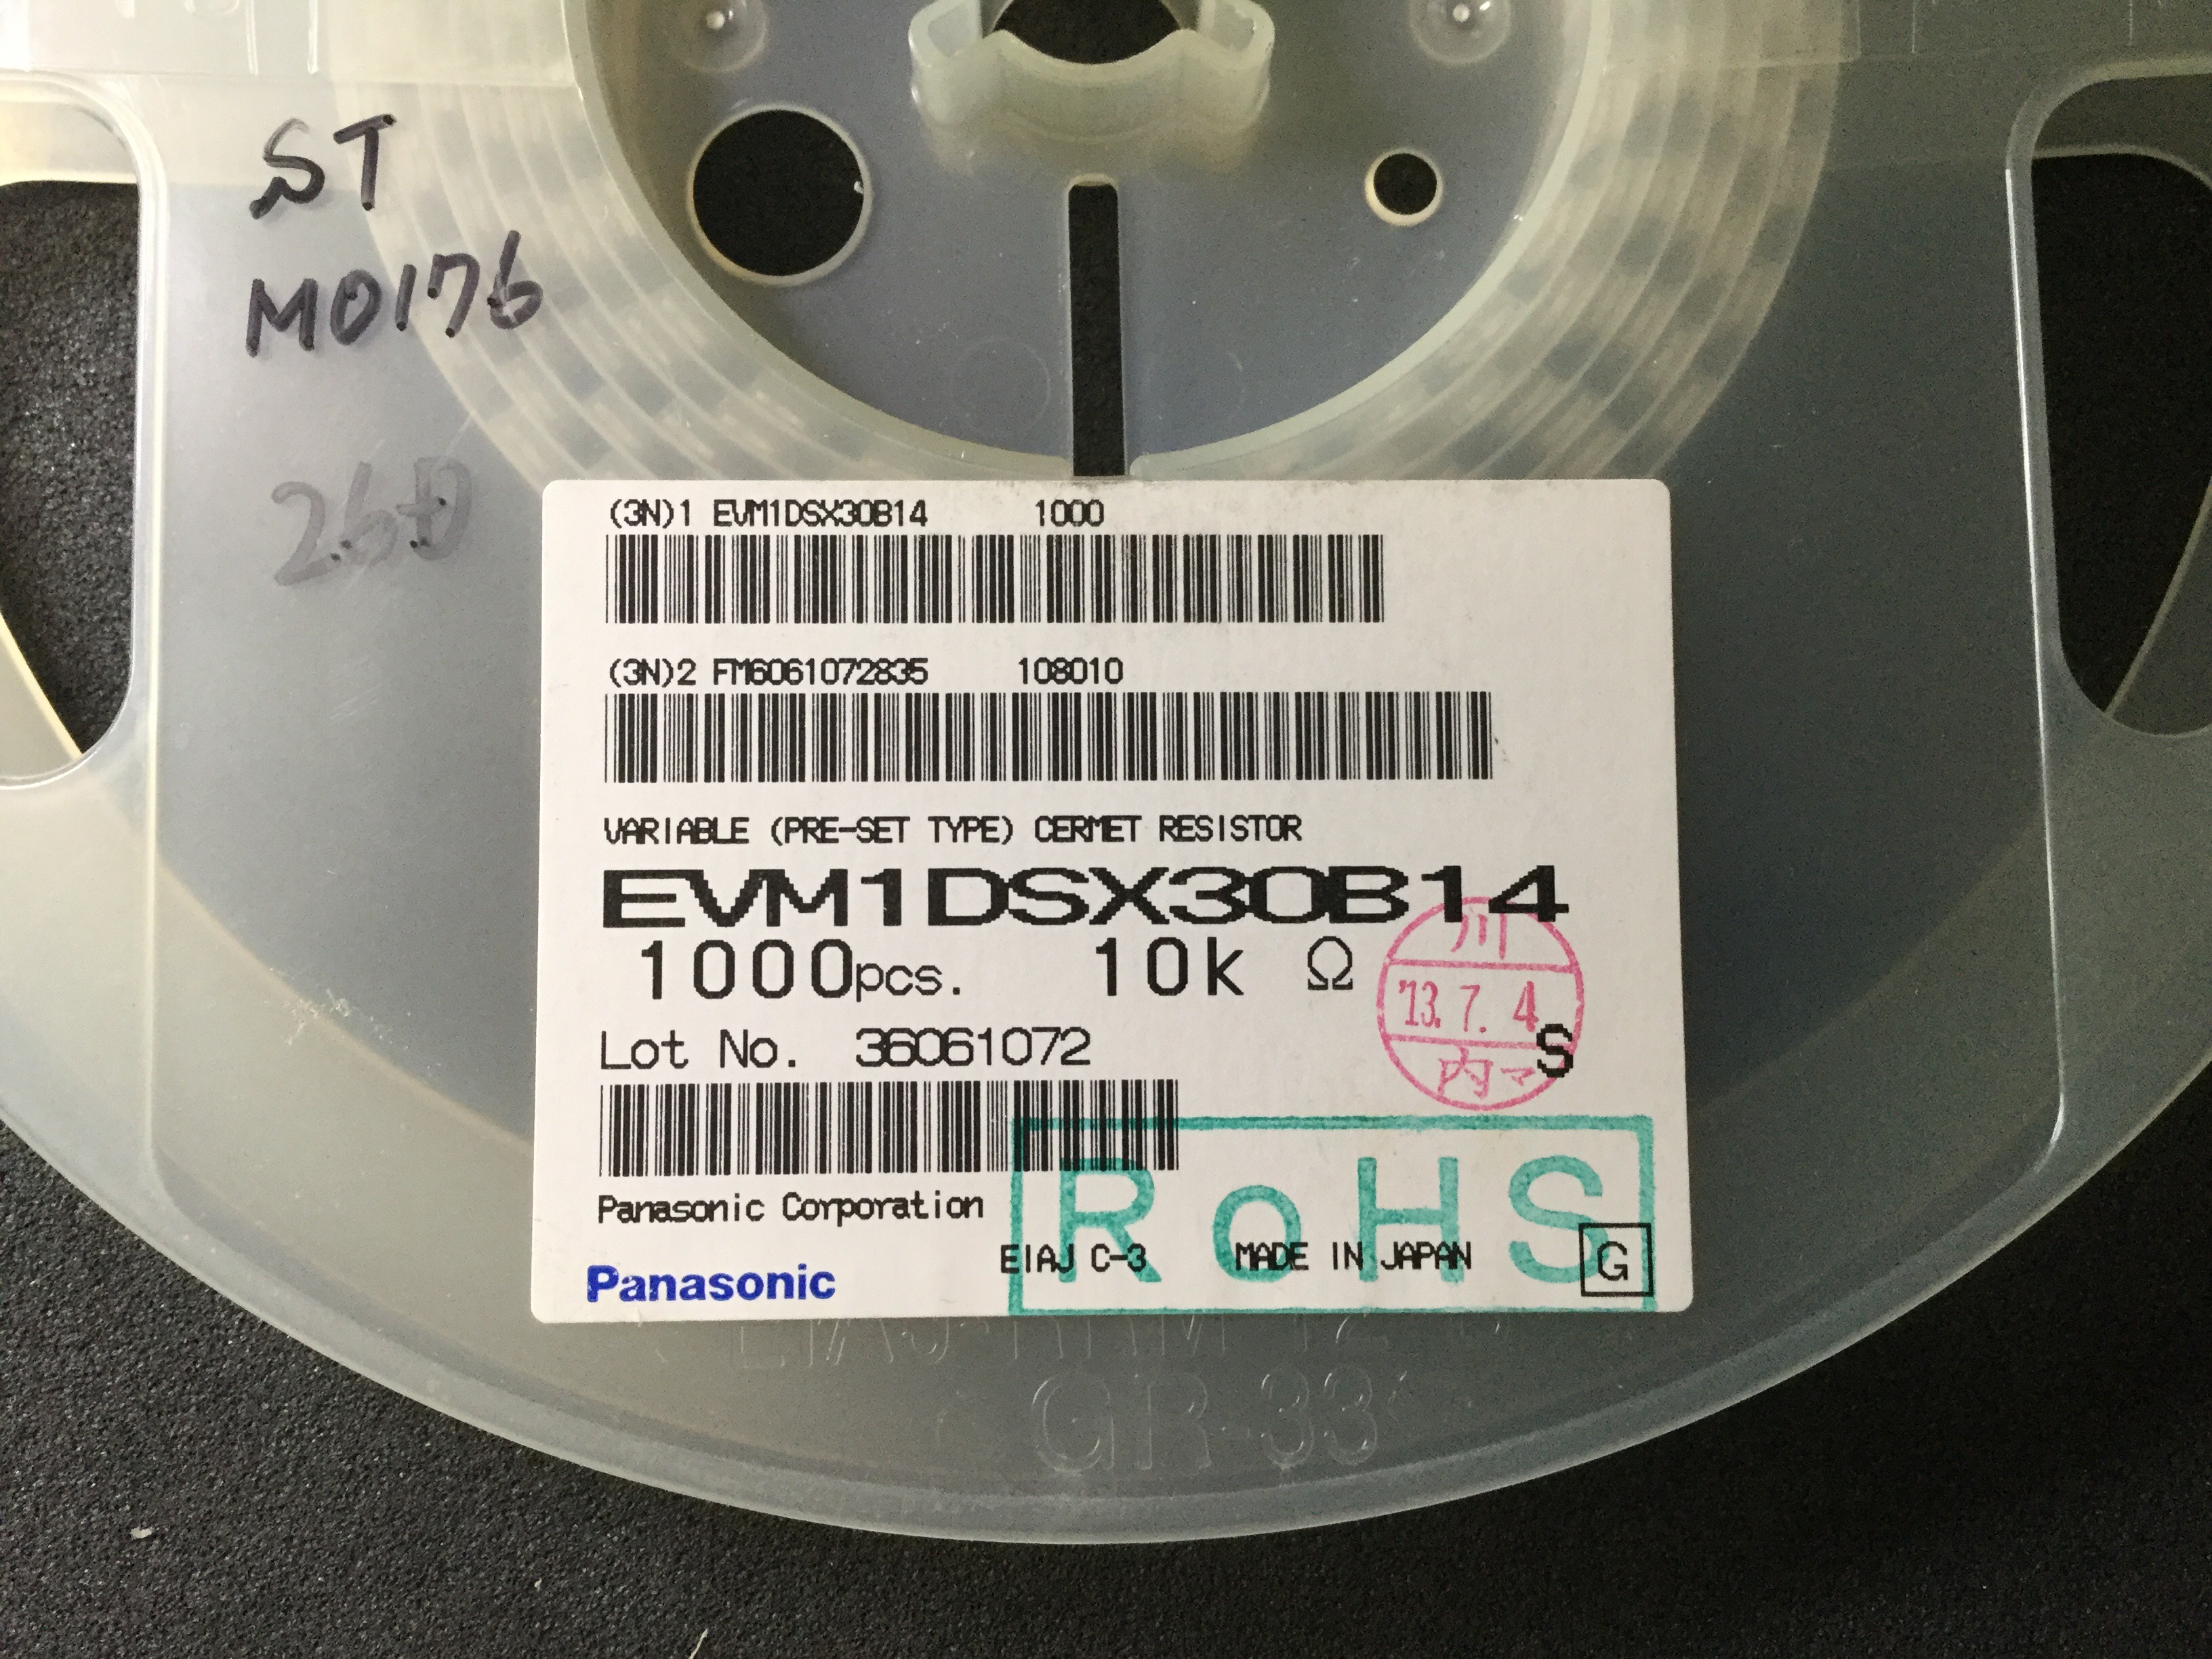 ST
M0176
260
(3N)1 EVM1DSX30B14 1000
(3N)2 FM6061072835 108010
VARIABLE (PRE-SET TYPE) CERMET RESISTOR
EVM1DSX30B14
1000pcs. 10k Ω
川
'13. 7. 4
内マ
S
Lot No. 36061072
Panasonic Corporation
RoHS
EIAJ C-3 MADE IN JAPAN
G
Panasonic
GR-33